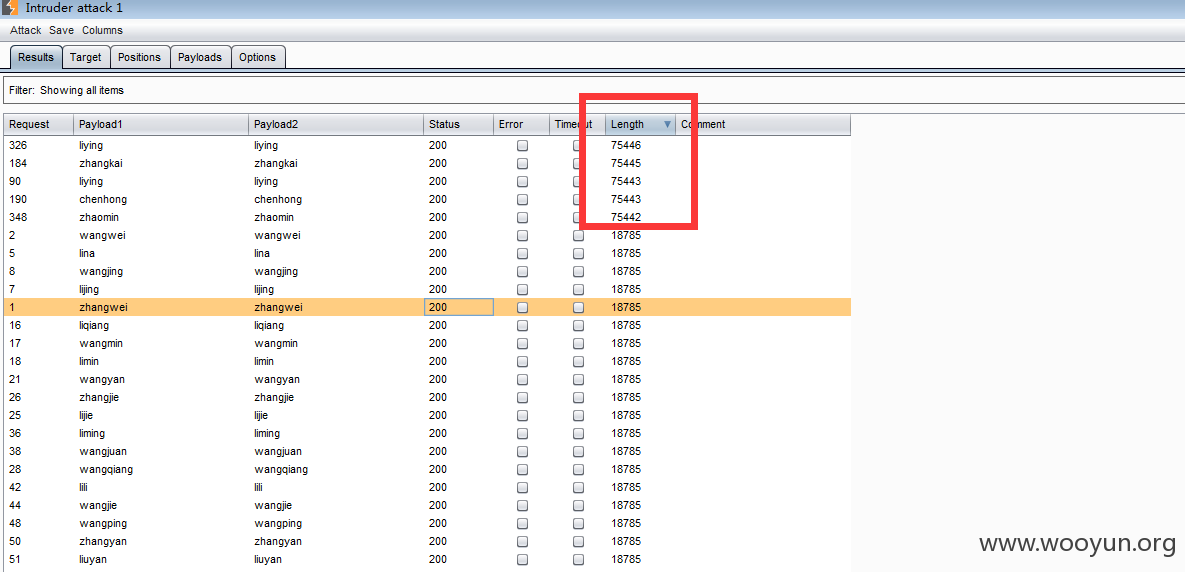 Intruder attack 1
Attack Save Columns
Results Target Positions Payloads Options
Filter: Showing all items
Request Payload1 Payload2 Status Error Timeout Length Comment
326 liying liying 200 75446
184 zhangkai zhangkai 200 75445
90 liying liying 200 75443
190 chenhong chenhong 200 75443
348 zhaomin zhaomin 200 75442
2 wangwei wangwei 200 18785
5 lina lina 200 18785
8 wangjing wangjing 200 18785
7 lijing lijing 200 18785
1 zhangwei zhangwei 200 18785
16 liqiang liqiang 200 18785
17 wangmin wangmin 200 18785
18 limin limin 200 18785
21 wangyan wangyan 200 18785
26 zhangjie zhangjie 200 18785
25 lijie lijie 200 18785
36 liming liming 200 18785
38 wangjuan wangjuan 200 18785
28 wangqiang wangqiang 200 18785
42 lili lili 200 18785
44 wangjie wangjie 200 18785
48 wangping wangping 200 18785
50 zhangyan zhangyan 200 18785
51 liuyan liuyan 200 18785
www.wooyun.org